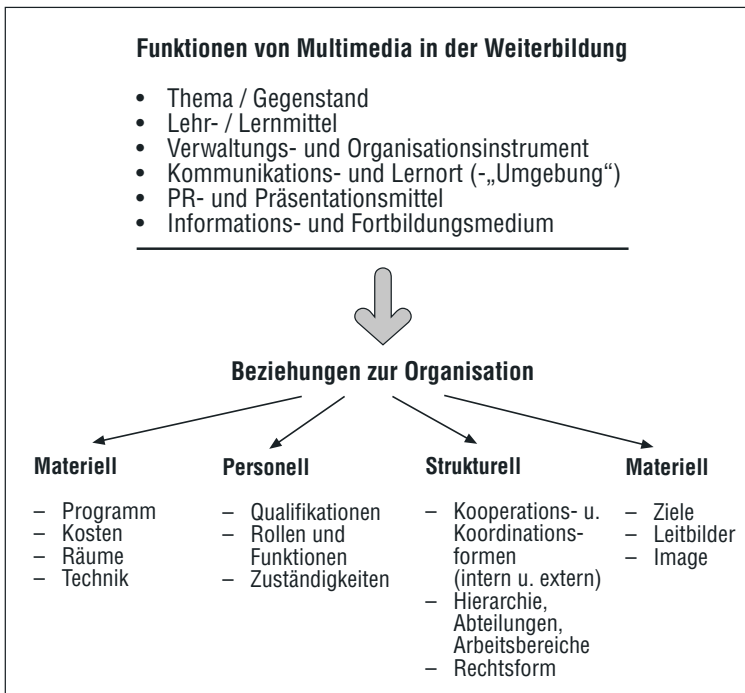 Funktionen von Multimedia in der Weiterbildung
• Thema / Gegenstand
• Lehr- / Lernmittel
• Verwaltungs- und Organisationsinstrument
• Kommunikations- und Lernort (-„Umgebung“)
• PR- und Präsentationsmittel
• Informations- und Fortbildungsmedium
Beziehungen zur Organisation
Materiell
– Programm
– Kosten
– Räume
– Technik
Personell
– Qualifikationen
– Rollen und
Funktionen
– Zuständigkeiten
Strukturell
– Kooperations- u.
Koordinations-
formen
(intern u. extern)
– Hierarchie,
Abteilungen,
Arbeitsbereiche
– Rechtsform
Materiell
– Ziele
– Leitbilder
– Image